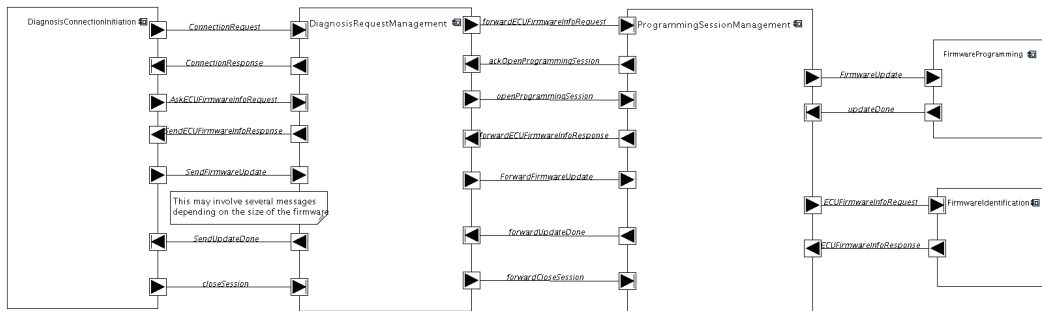 DiagnosisConnectionInitiation
DiagnosisRequestManagement
ProgrammingSessionManagement
FirmwareProgramming
FirmwareIdentification
ConnectionRequest
ConnectionResponse
AskECUFirmwareInfoRequest
SendECUFirmwareInfoResponse
SendFirmwareUpdate
This may involve several messages
depending on the size of the firmware
SendUpdateDone
closeSession
forwardECUFirmwareInfoRequest
ackOpenProgrammingSession
openProgrammingSession
forwardECUFirmwareInfoResponse
ForwardFirmwareUpdate
forwardUpdateDone
forwardCloseSession
FirmwareUpdate
updateDone
ECUFirmwareInfoRequest
ECUFirmwareInfoResponse